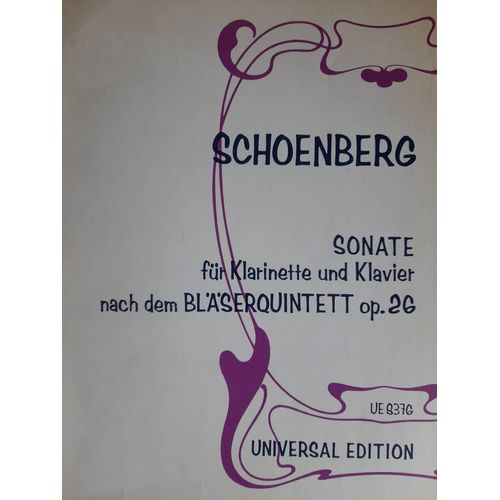 SCHOENBERG
SONATE
für Klarinette und Klavier
nach dem BLÄSERQUINTETT op. 26
UE 8376
UNIVERSAL EDITION